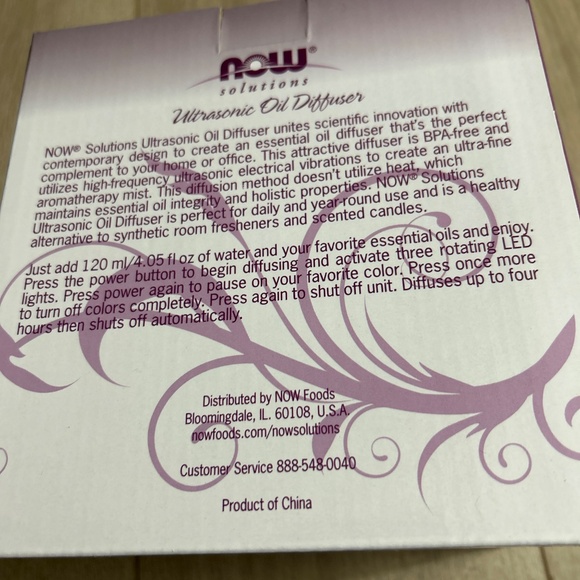 NOW®
solutions
Ultrasonic Oil Diffuser
NOW® Solutions Ultrasonic Oil Diffuser unites scientific innovation with
contemporary design to create an essential oil diffuser that's the perfect
complement to your home or office. This attractive diffuser is BPA-free and
utilizes high-frequency ultrasonic electrical vibrations to create an ultra-fine
aromatherapy mist. This diffusion method doesn't utilize heat, which
maintains essential oil integrity and holistic properties. NOW® Solutions
Ultrasonic Oil Diffuser is perfect for daily and year round use and is a healthy
alternative to synthetic room fresheners and scented candles.
Just add 120 ml/4.05 fl oz of water and your favorite essential oils and enjoy.
Press the power button to begin diffusing and activate three rotating LED
lights. Press power again to pause on your favorite color. Press once more
to turn off colors completely. Press again to shut off unit. Diffuses up to four
hours then shuts off automatically.
Distributed by NOW Foods
Bloomingdale, IL. 60108, U.S.A.
nowfoods.com/nowsolutions
Customer Service 888-548-0040
Product of China